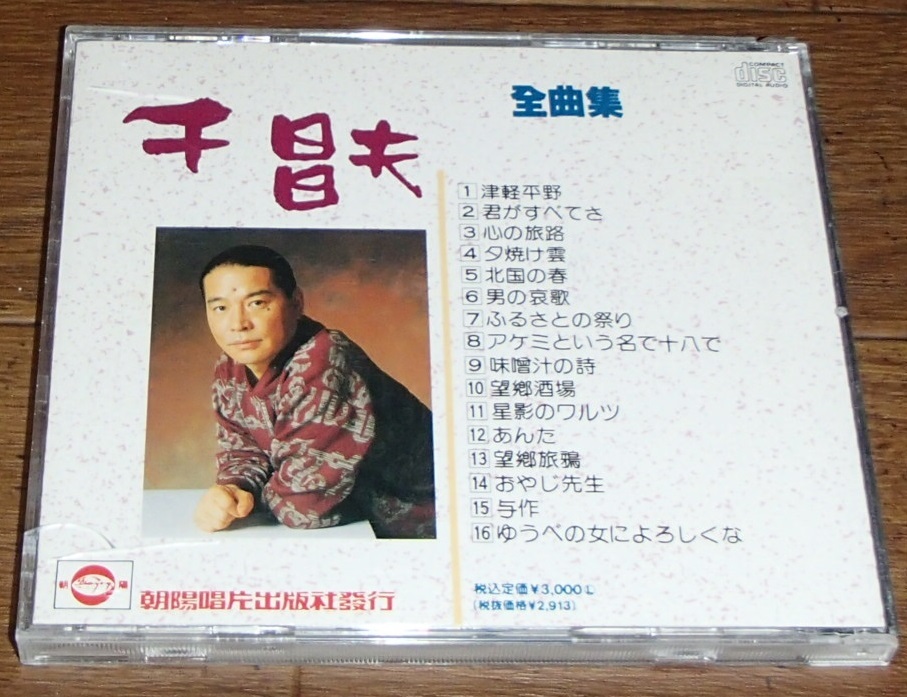 千昌夫
全曲集
COMPACT
disc
DIGITAL AUDIO
1 津軽平野
2 君がすべてさ
3 心の旅路
4 夕焼け雲
5 北国の春
6 男の哀歌
7 ふるさとの祭り
8 アケミという名で十八で
9 味噌汁の詩
10 望郷酒場
11 星影のワルツ
12 あんた
13 望郷旅鴉
14 おやじ先生
15 与作
16 ゆうべの女によろしくな
税込定価¥3,000
(税抜価格¥2,913)
朝 陽
朝陽唱片出版社發行